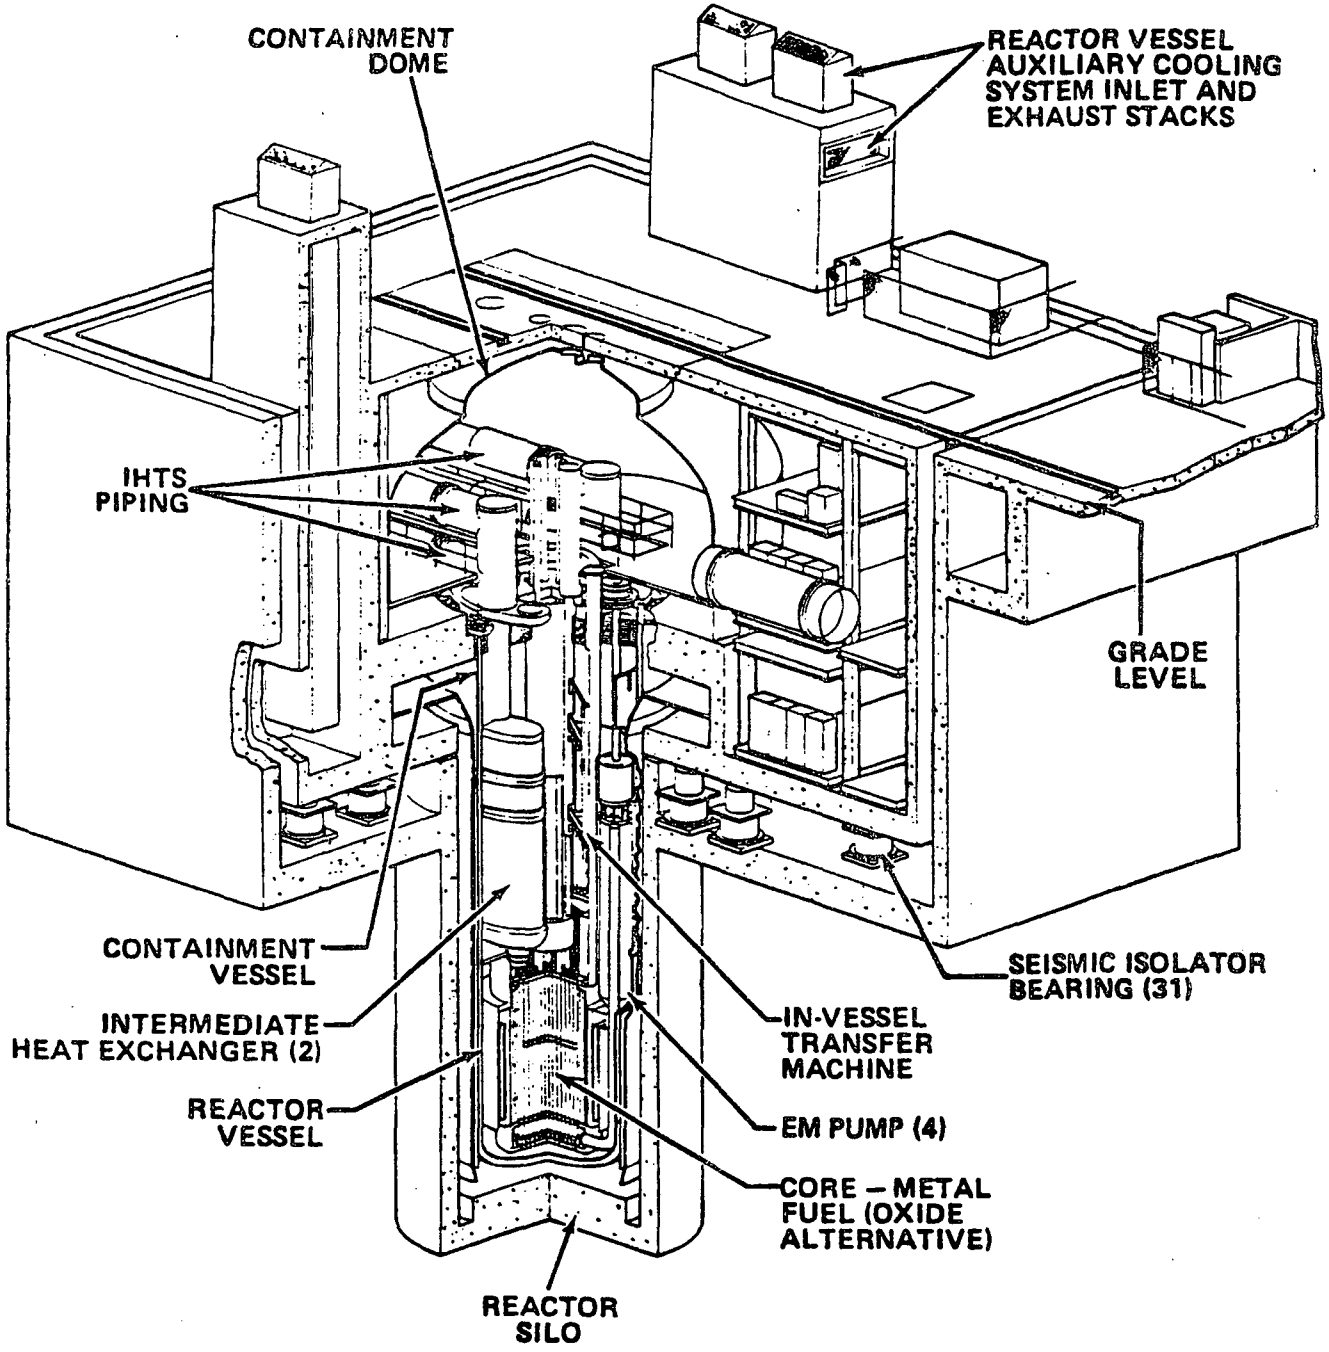 CONTAINMENT
DOME
REACTOR VESSEL
AUXILIARY COOLING
SYSTEM INLET AND
EXHAUST STACKS
IHTS
PIPING
GRADE
LEVEL
CONTAINMENT
VESSEL
SEISMIC ISOLATOR
BEARING (31)
INTERMEDIATE
HEAT EXCHANGER (2)
IN-VESSEL
TRANSFER
MACHINE
REACTOR
VESSEL
EM PUMP (4)
CORE – METAL
FUEL (OXIDE
ALTERNATIVE)
REACTOR
SILO